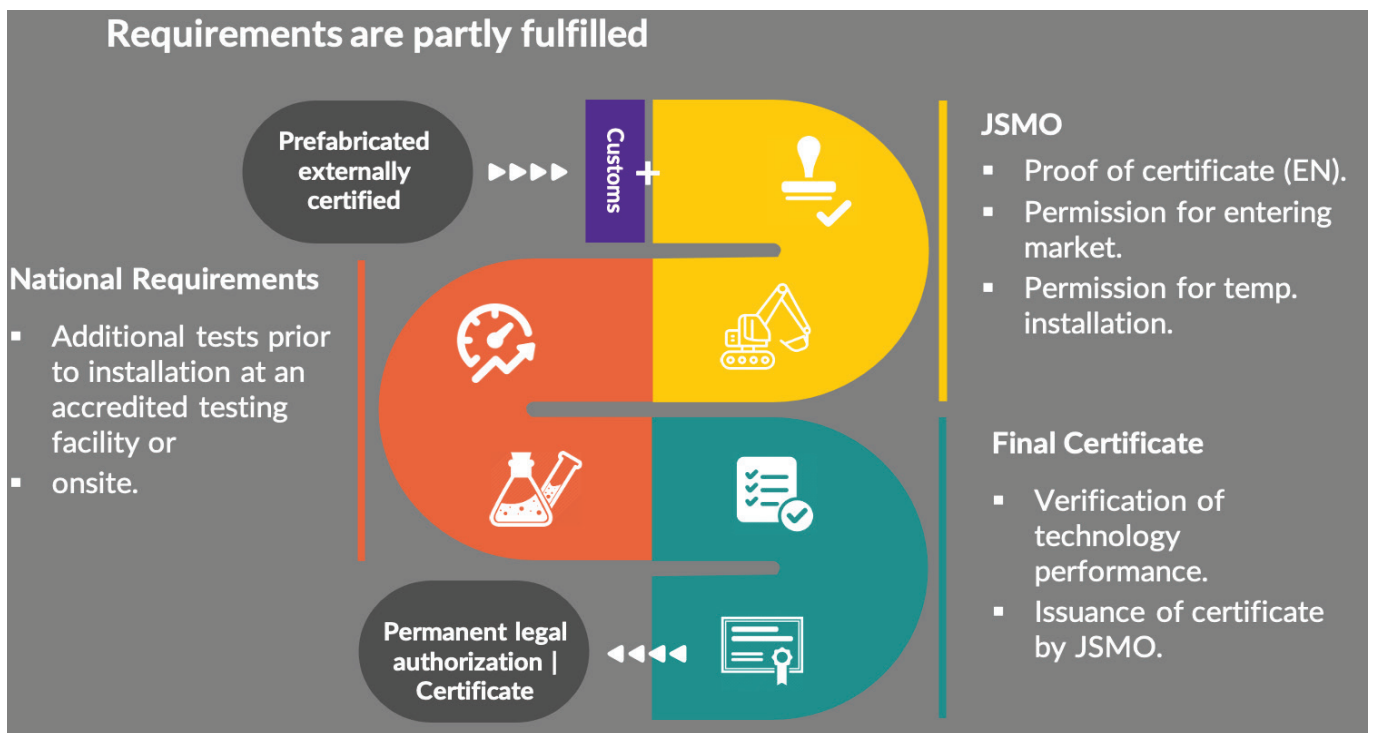 Requirements are partly fulfilled
Prefabricated
externally
certified
Customs
+
JSMO
▪ Proof of certificate (EN).
▪ Permission for entering
market.
▪ Permission for temp.
installation.
National Requirements
▪ Additional tests prior
to installation at an
accredited testing
facility or
▪ onsite.
Final Certificate
▪ Verification of
technology
performance.
▪ Issuance of certificate
by JSMO.
Permanent legal
authorization |
Certificate